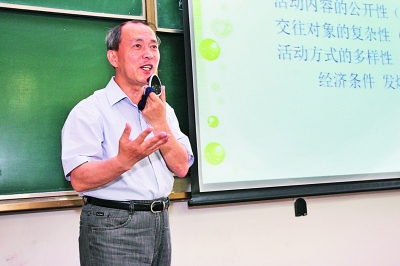 活动内容的公开性（
交往对象的复杂性
活动方式的多样性
经济条件 发